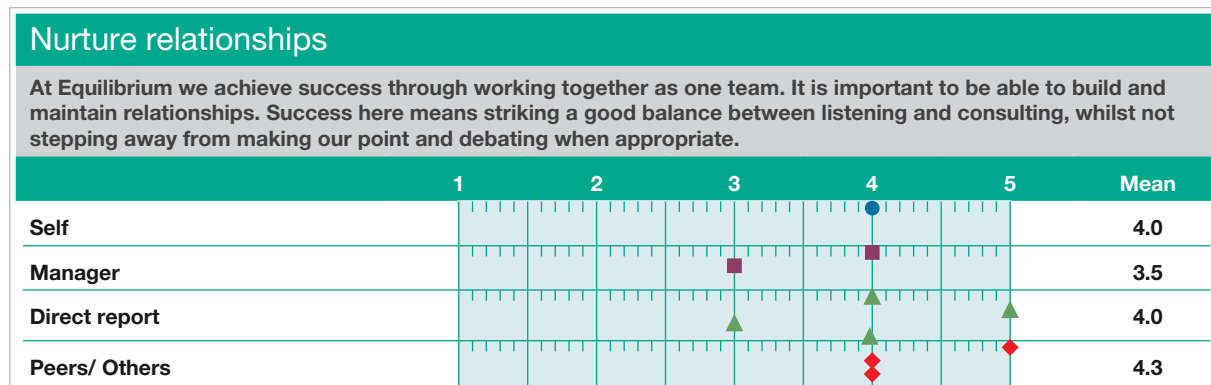 Nurture relationships
At Equilibrium we achieve success through working together as one team. It is important to be able to build and
maintain relationships. Success here means striking a good balance between listening and consulting, whilst not
stepping away from making our point and debating when appropriate.
1 2 3 4 5 Mean
Self 4.0
Manager 3.5
Direct report 4.0
Peers/ Others 4.3